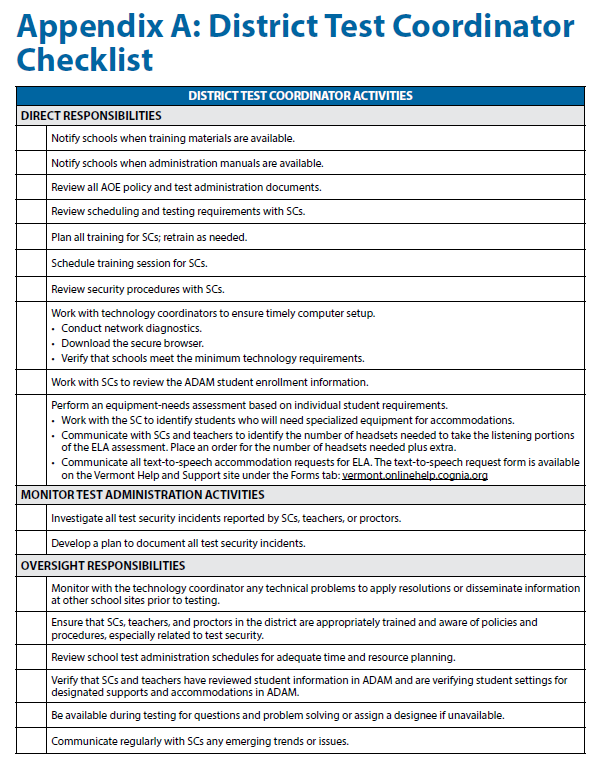 Appendix A: District Test Coordinator
Checklist
DISTRICT TEST COORDINATOR ACTIVITIES
DIRECT RESPONSIBILITIES
Notify schools when training materials are available.
Notify schools when administration manuals are available.
Review all AOE policy and test administration documents.
Review scheduling and testing requirements with SCs.
Plan all training for SCs; retrain as needed.
Schedule training session for SCs.
Review security procedures with SCs.
Work with technology coordinators to ensure timely computer setup.
• Conduct network diagnostics.
• Download the secure browser.
• Verify that schools meet the minimum technology requirements.
Work with SCs to review the ADAM student enrollment information.
Perform an equipment-needs assessment based on individual student requirements.
• Work with the SC to identify students who will need specialized equipment for accommodations.
• Communicate with SCs and teachers to identify the number of headsets needed to take the listening portions
of the ELA assessment. Place an order for the number of headsets needed plus extra.
• Communicate all text-to-speech accommodation requests for ELA. The text-to-speech request form is available
on the Vermont Help and Support site under the Forms tab: vermont.onlinehelp.cognia.org
MONITOR TEST ADMINISTRATION ACTIVITIES
Investigate all test security incidents reported by SCs, teachers, or proctors.
Develop a plan to document all test security incidents.
OVERSIGHT RESPONSIBILITIES
Monitor with the technology coordinator any technical problems to apply resolutions or disseminate information
at other school sites prior to testing.
Ensure that SCs, teachers, and proctors in the district are appropriately trained and aware of policies and
procedures, especially related to test security.
Review school test administration schedules for adequate time and resource planning.
Verify that SCs and teachers have reviewed student information in ADAM and are verifying student settings for
designated supports and accommodations in ADAM.
Be available during testing for questions and problem solving or assign a designee if unavailable.
Communicate regularly with SCs any emerging trends or issues.